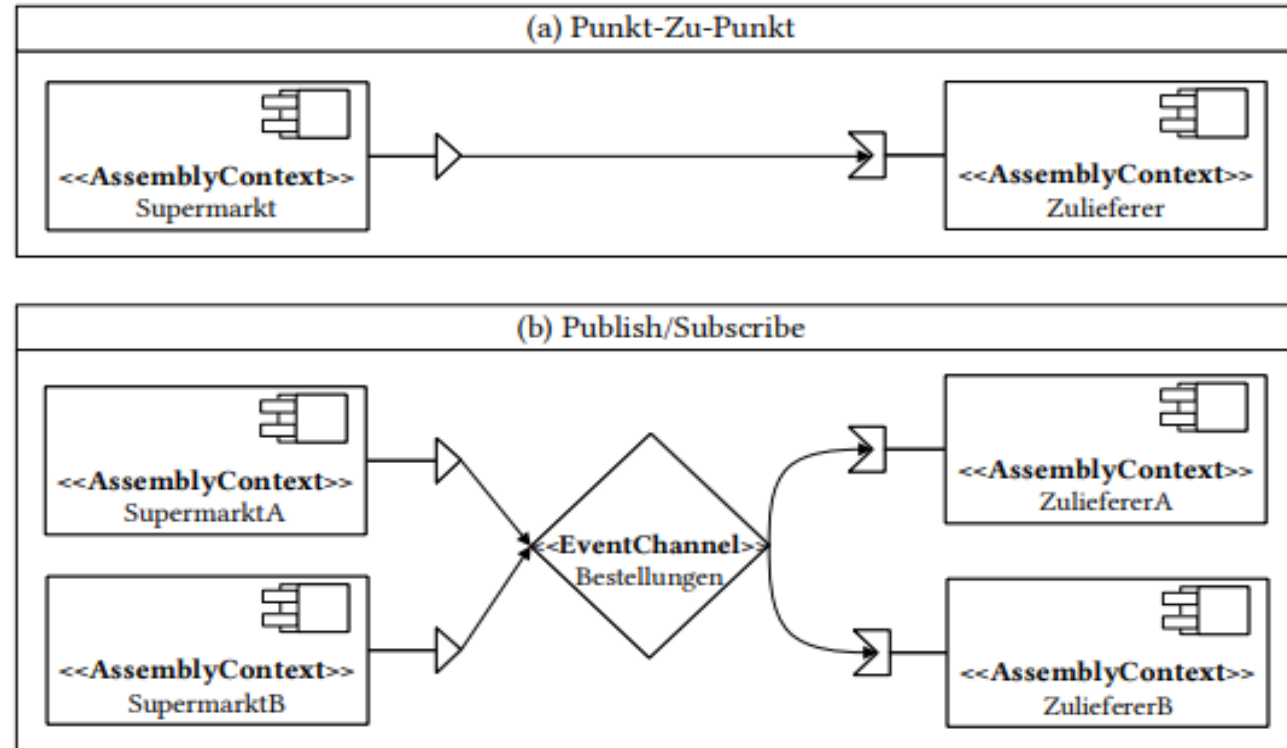 (a) Punkt-Zu-Punkt
<<AssemblyContext>>
Supermarkt
<<AssemblyContext>>
Zulieferer
(b) Publish/Subscribe
<<AssemblyContext>>
SupermarktA
<<AssemblyContext>>
SupermarktB
<<EventChannel>>
Bestellungen
<<AssemblyContext>>
ZuliefererA
<<AssemblyContext>>
ZuliefererB